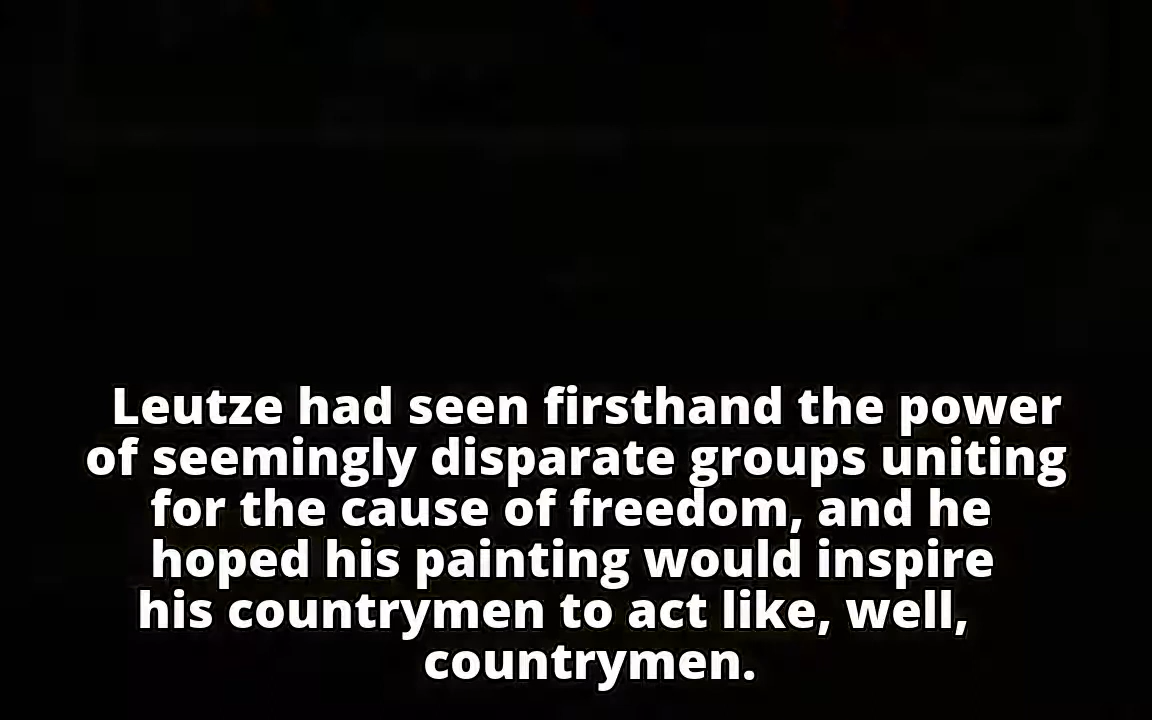 Leutze had seen firsthand the power
of seemingly disparate groups uniting
for the cause of freedom, and he
hoped his painting would inspire
his countrymen to act like, well,
countrymen.